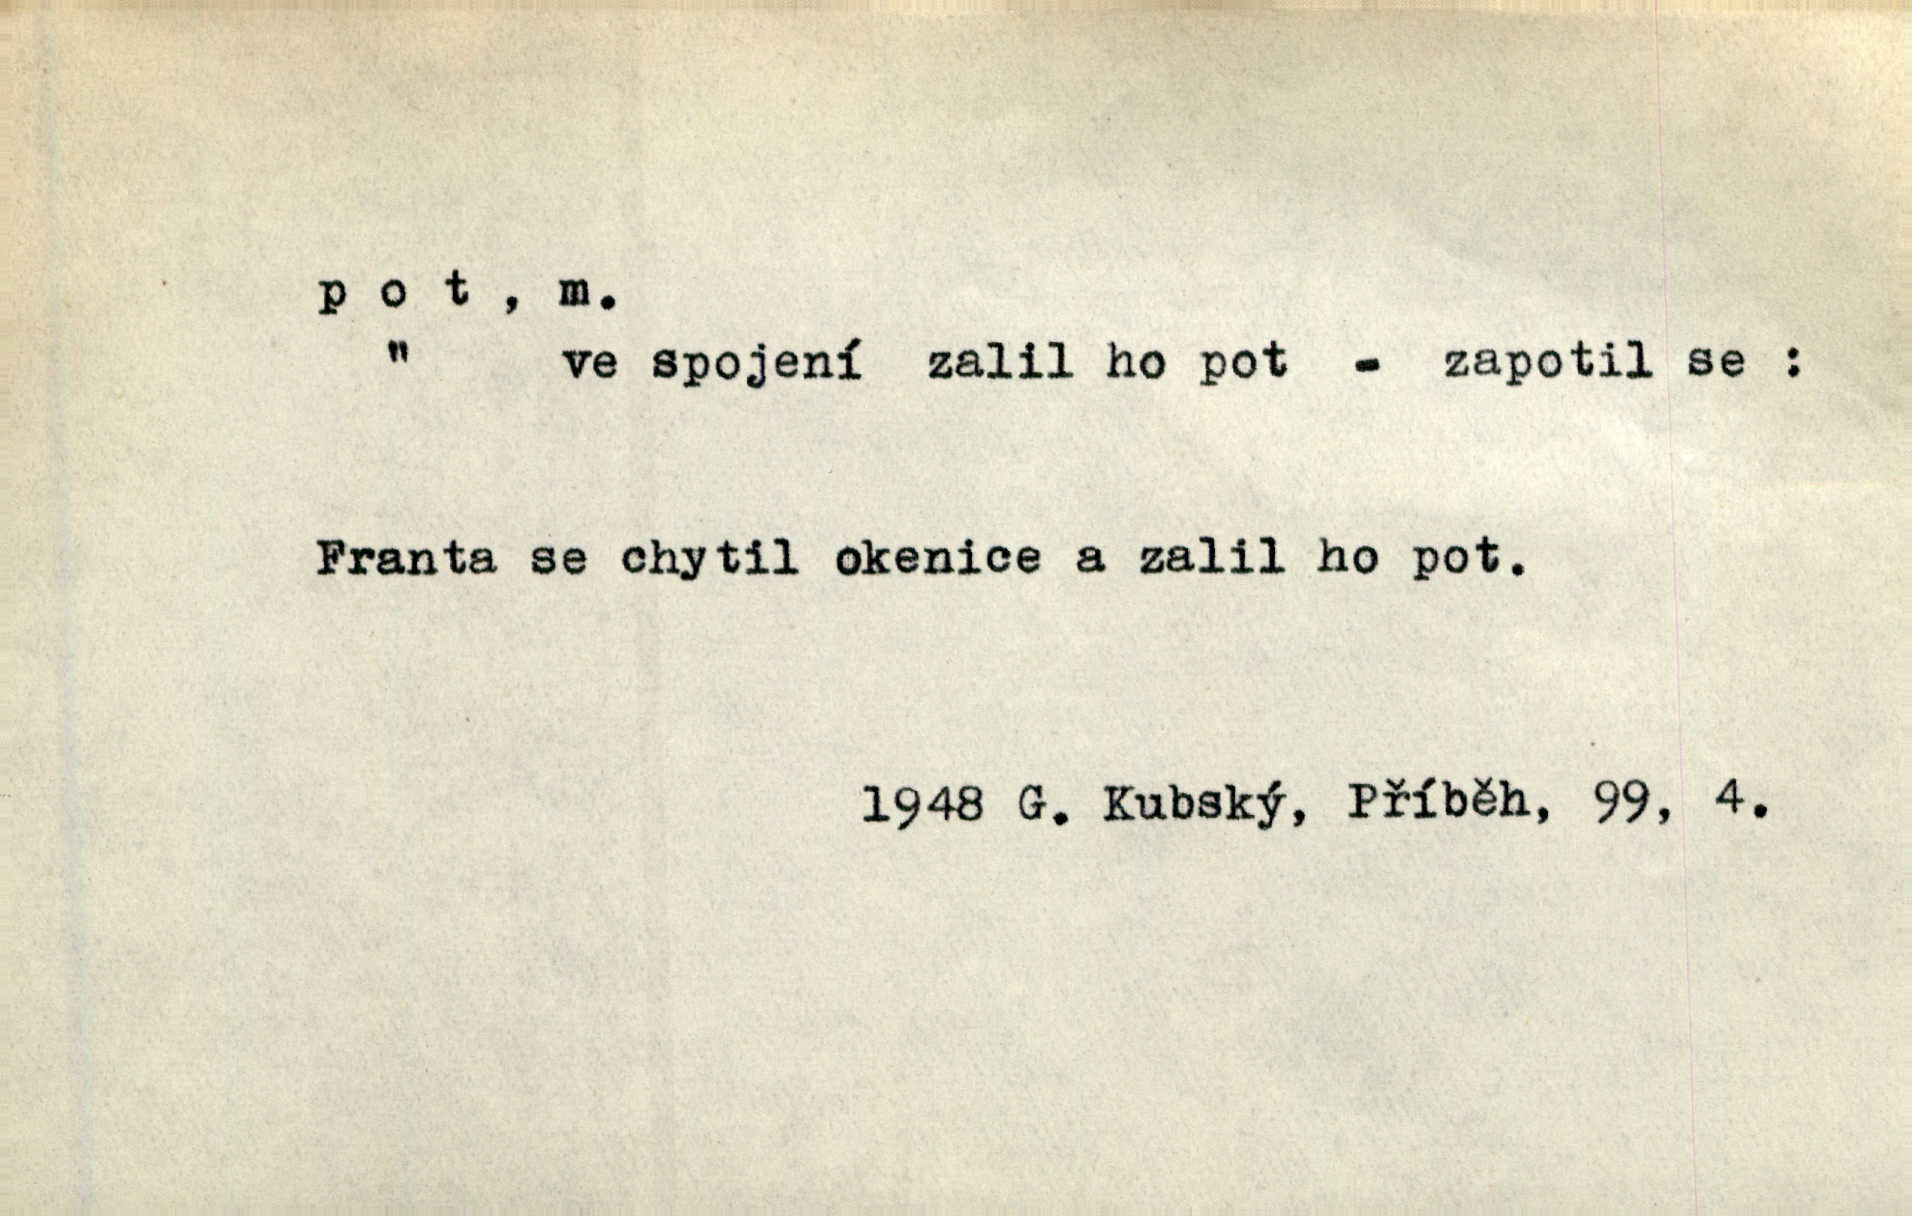 p o t , m.
" ve spojení zalil ho pot - zapotil se :
Franta se chytil okenice a zalil ho pot.
1948 G. Kubský, Příběh, 99, 4.